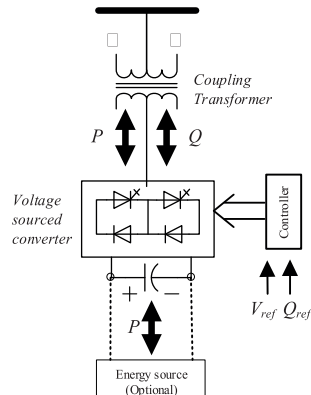 Coupling
Transformer
P
Q
Voltage
sourced
converter
Controller
+
−
V_ref Q_ref
P
Energy source
(Optional)